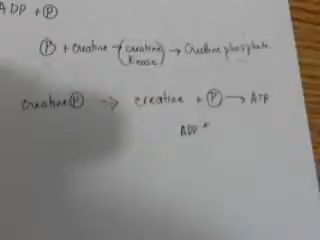 ADP + Ⓟ
Ⓟ + creatine → (creatine kinase) → Creatine phosphate
creatine Ⓟ → creatine + Ⓟ → ATP
ADP +